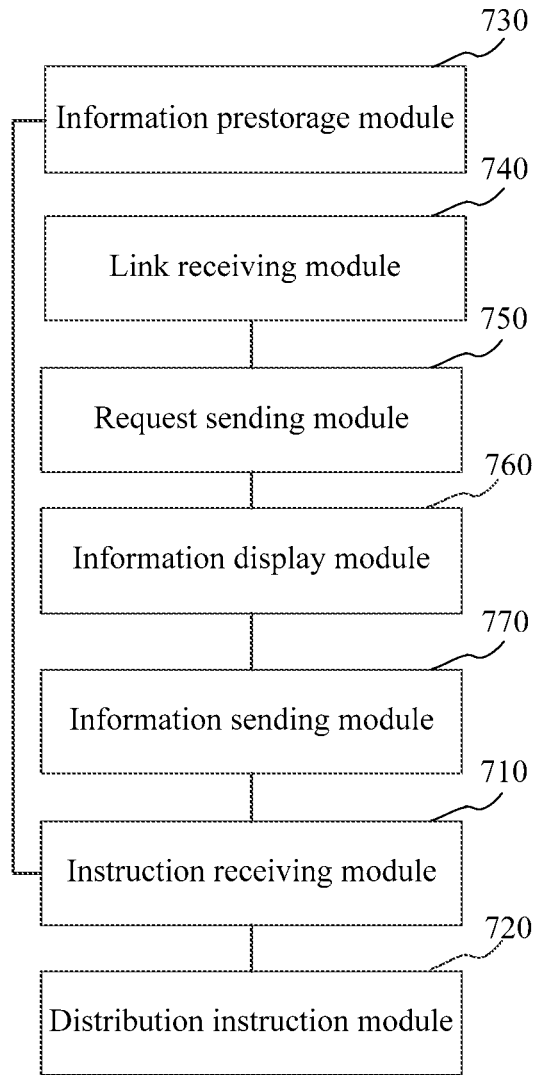 730
Information prestorage module
740
Link receiving module
750
Request sending module
760
Information display module
770
Information sending module
710
Instruction receiving module
720
Distribution instruction module